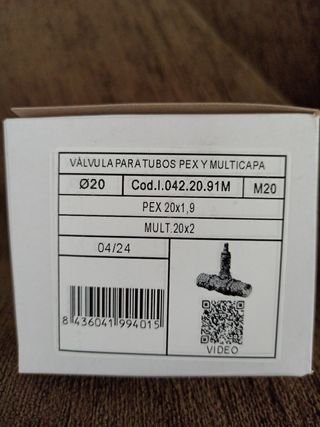 VÁLVULA PARA TUBOS PEX Y MULTICAPA
Ø20 Cod.I.042.20.91M M20
PEX 20x1,9
MULT.20x2
04/24
8 436041 994015
VIDEO